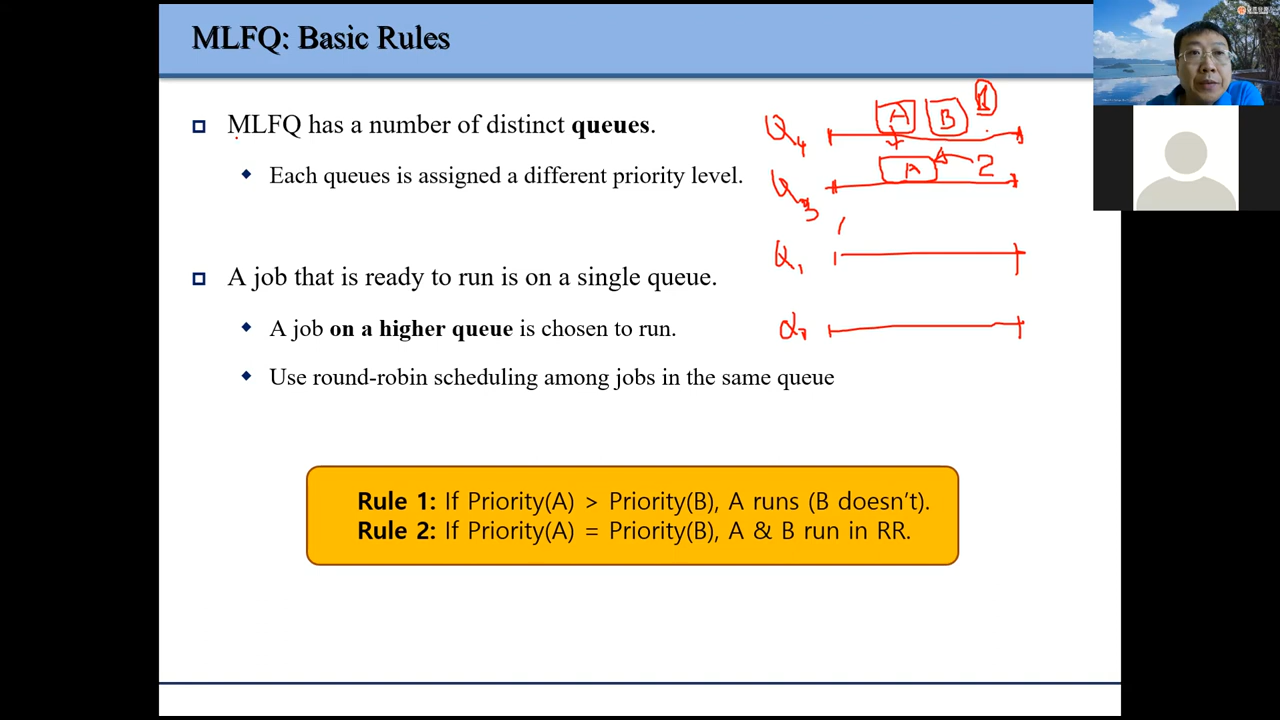 MLFQ: Basic Rules
MLFQ has a number of distinct queues.
Each queues is assigned a different priority level.
A job that is ready to run is on a single queue.
A job on a higher queue is chosen to run.
Use round-robin scheduling among jobs in the same queue
Rule 1: If Priority(A) > Priority(B), A runs (B doesn't).
Rule 2: If Priority(A) = Priority(B), A & B run in RR.
Q4 A B 1
Q3 A 2
Q1